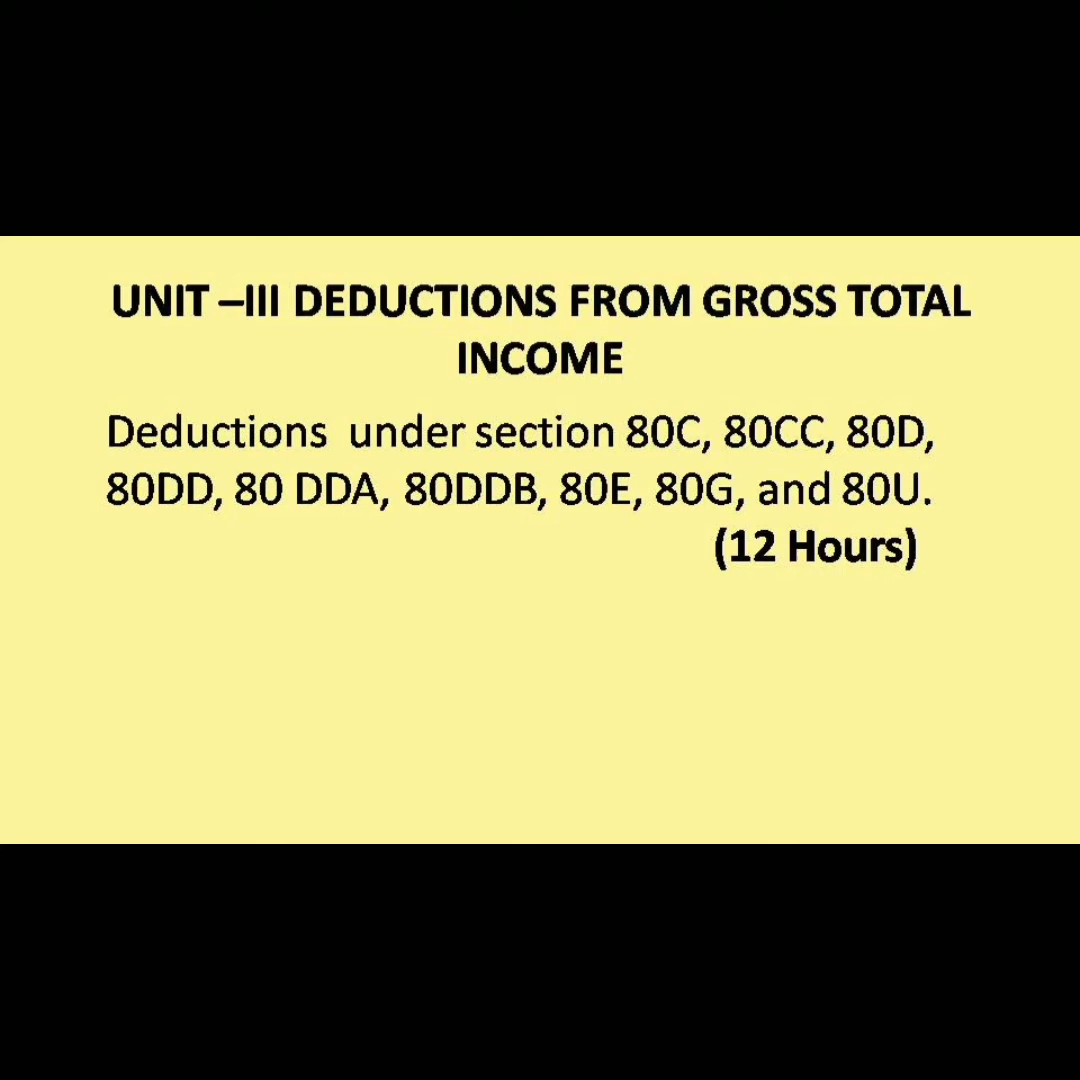 UNIT –III DEDUCTIONS FROM GROSS TOTAL
INCOME
Deductions under section 80C, 80CC, 80D,
80DD, 80 DDA, 80DDB, 80E, 80G, and 80U.
(12 Hours)